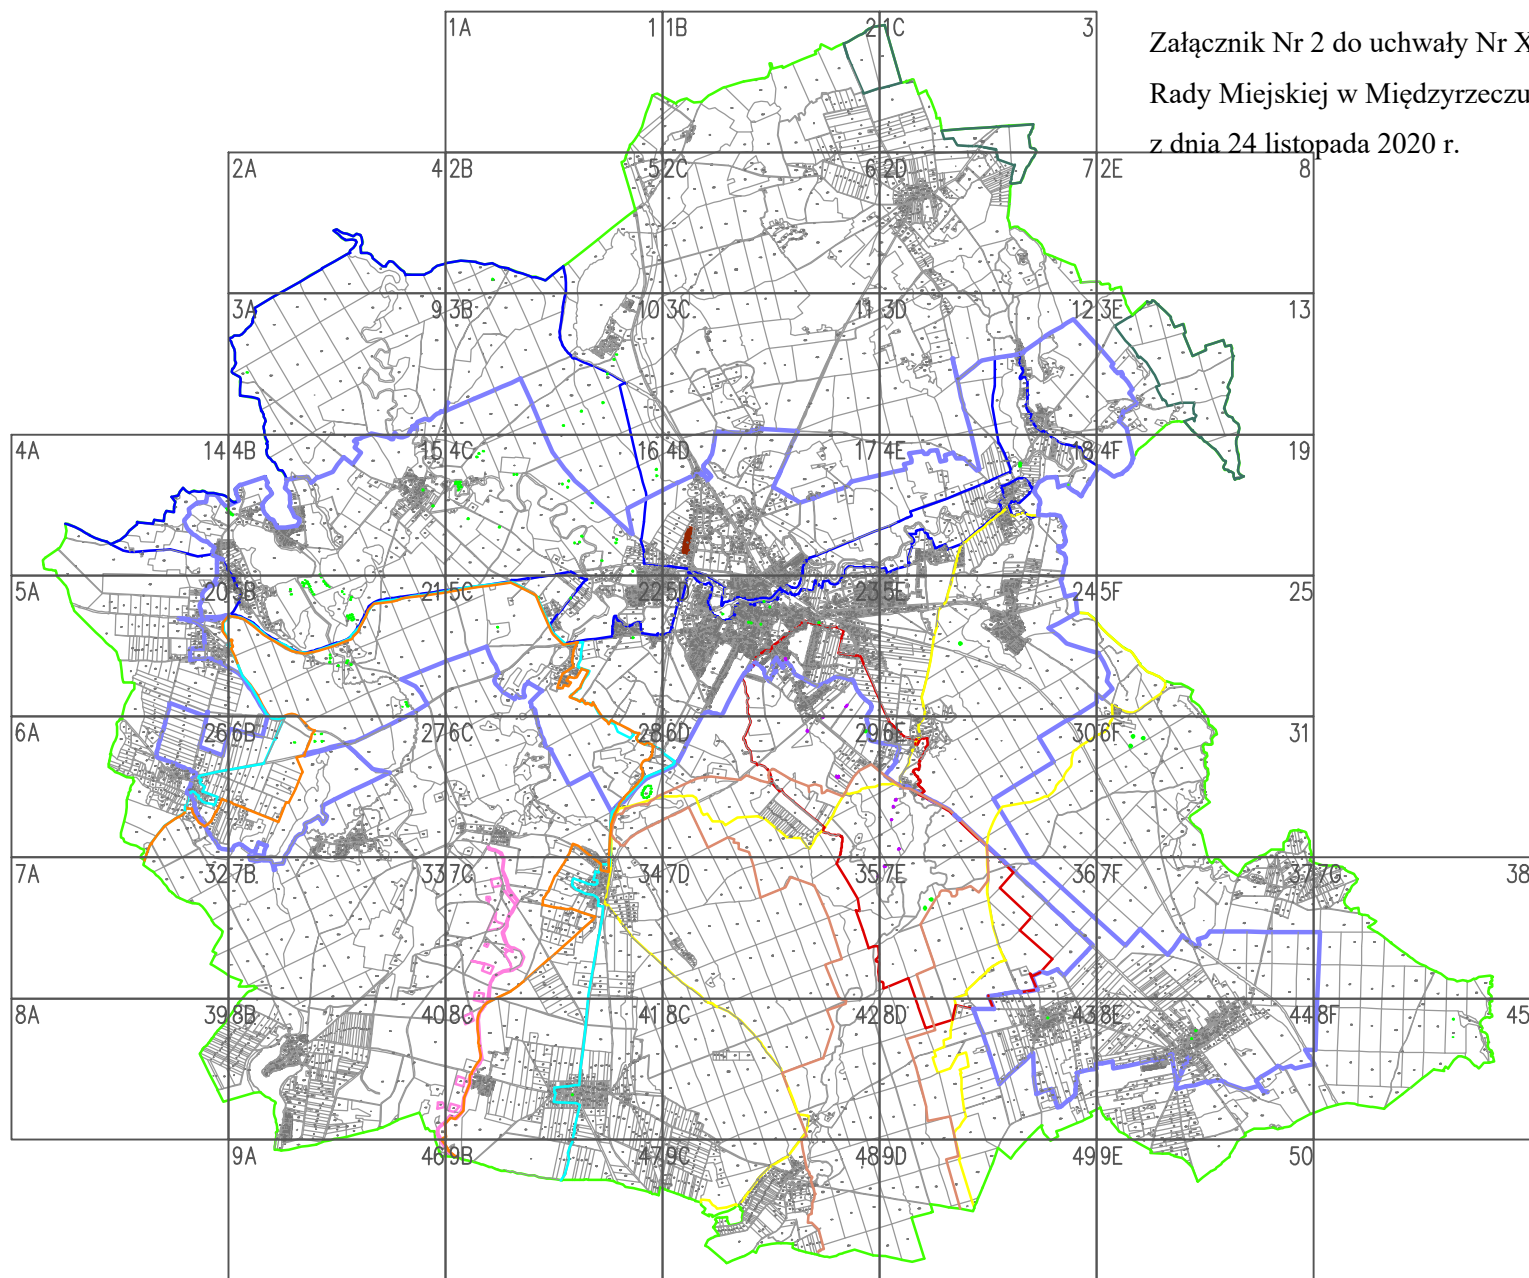 1A 1 1B 2 1C 3
Załącznik Nr 2 do uchwały Nr X
Rady Miejskiej w Międzyrzeczu
z dnia 24 listopada 2020 r.
2A 4 2B 5 2C 6 2D 7 2E 8
3A 9 3B 10 3C 11 3D 12 3E 13
4A 14 4B 15 4C 16 4D 17 4E 18 4F 19
5A 20 5B 21 5C 22 5D 23 5E 24 5F 25
6A 26 6B 27 6C 28 6D 29 6E 30 6F 31
7A 32 7B 33 7C 34 7D 35 7E 36 7F 37 7G 38
8A 39 8B 40 8C 41 8C 42 8D 43 8E 44 8F 45
9A 46 9B 47 9C 48 9D 49 9E 50